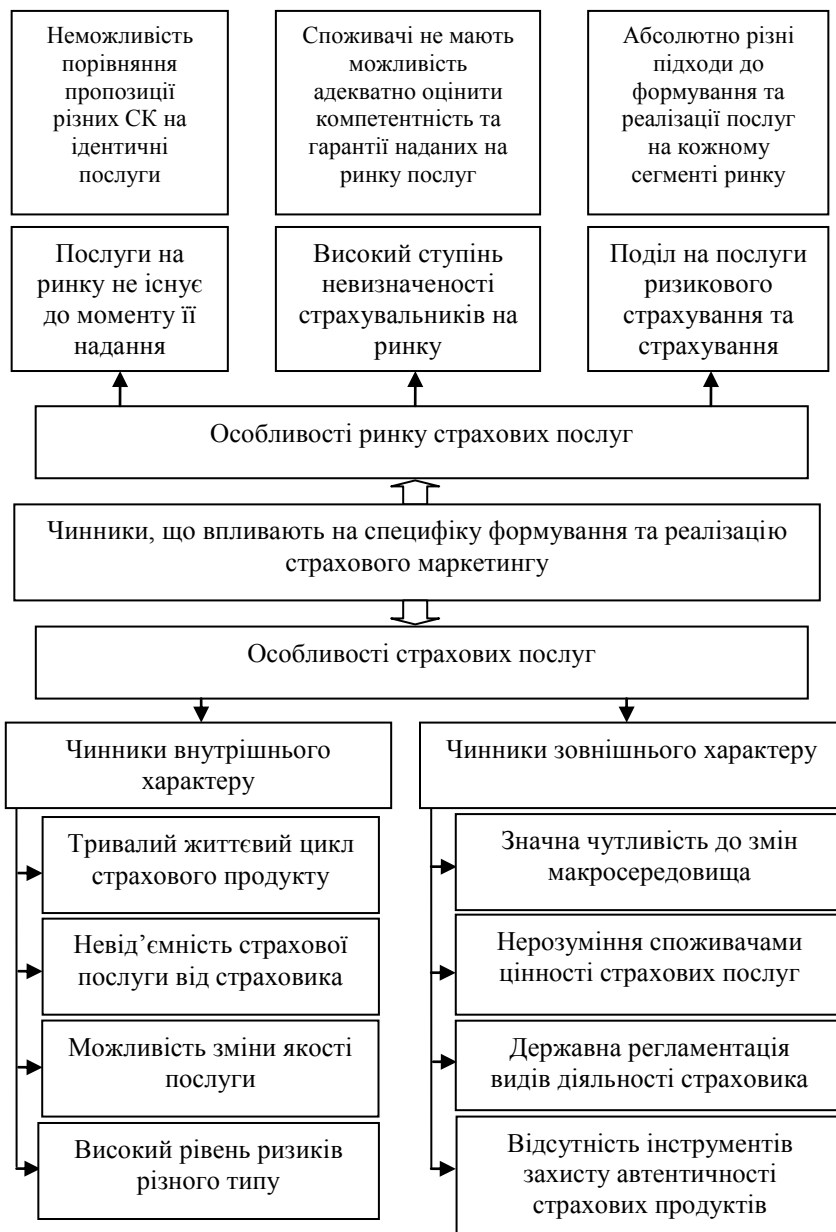 Неможливість
порівняння
пропозиції
різних СК на
ідентичні
послуги
Споживачі не мають
можливість
адекватно оцінити
компетентність та
гарантії наданих на
ринку послуг
Абсолютно різні
підходи до
формування та
реалізації послуг
на кожному
сегменті ринку
Послуги на
ринку не існує
до моменту її
надання
Високий ступінь
невизначеності
страхувальників на
ринку
Поділ на послуги
ризикового
страхування та
страхування
Особливості ринку страхових послуг
Чинники, що впливають на специфіку формування та реалізацію
страхового маркетингу
Особливості страхових послуг
Чинники внутрішнього
характеру
Чинники зовнішнього характеру
Тривалий життєвий цикл
страхового продукту
Невід’ємність страхової
послуги від страховика
Можливість зміни якості
послуги
Високий рівень ризиків
різного типу
Значна чутливість до змін
макросередовища
Нерозуміння споживачами
цінності страхових послуг
Державна регламентація
видів діяльності страховика
Відсутність інструментів
захисту автентичності
страхових продуктів